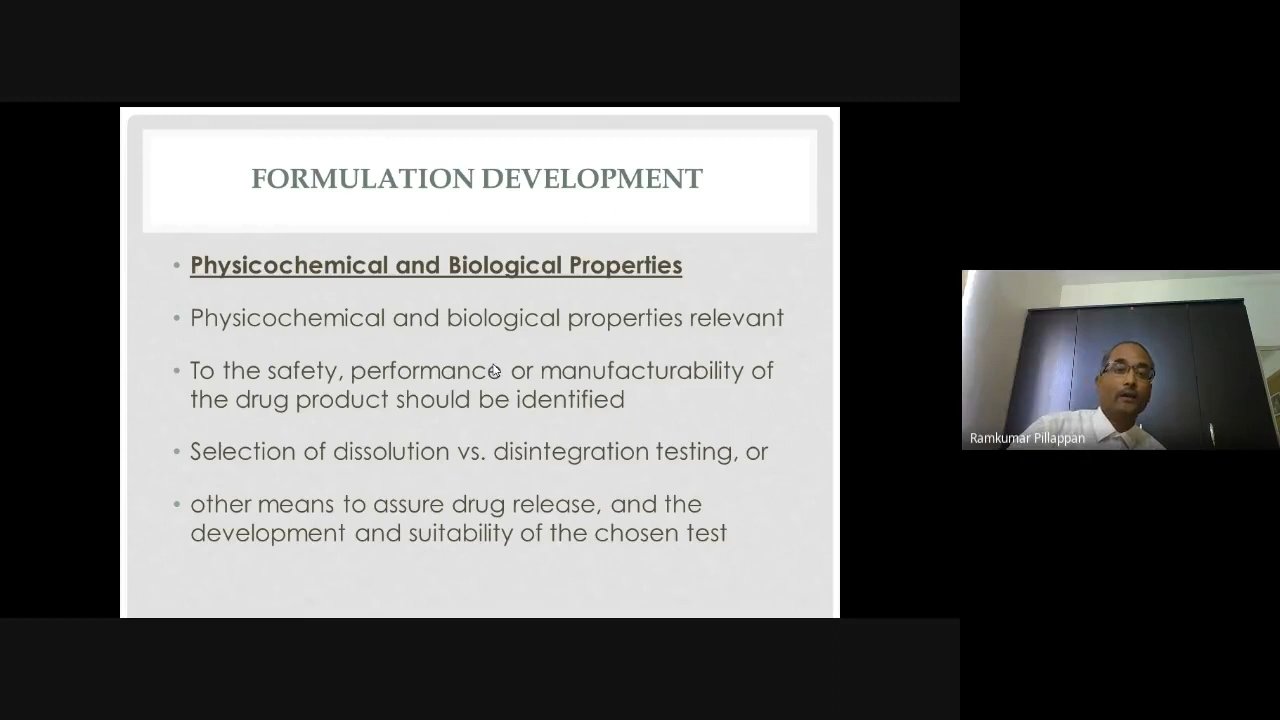 FORMULATION DEVELOPMENT
• Physicochemical and Biological Properties
• Physicochemical and biological properties relevant
• To the safety, performance or manufacturability of
the drug product should be identified
• Selection of dissolution vs. disintegration testing, or
• other means to assure drug release, and the
development and suitability of the chosen test
Ramkumar Pillappan